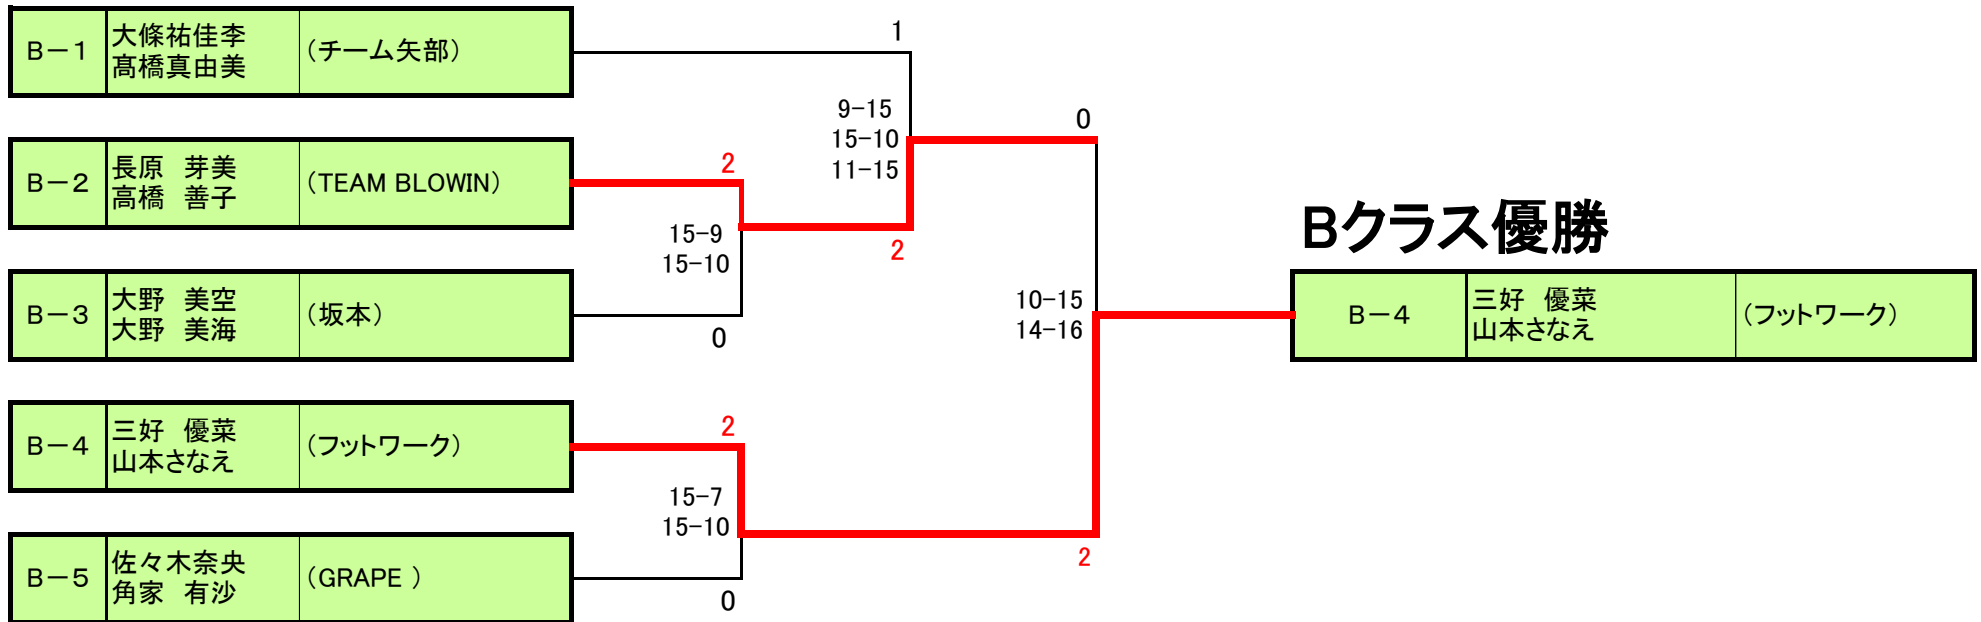 B－1 大條祐佳李 髙橋真由美 （チーム矢部）
1
9-15
15-10
11-15
0
B－2 長原　芽美 高橋　善子 （TEAM BLOWIN）
2
15-9
15-10
2
Bクラス優勝
B－3 大野　美空 大野　美海 （坂本）
0
10-15
14-16
B－4 三好　優菜 山本さなえ （フットワーク）
B－4 三好　優菜 山本さなえ （フットワーク）
2
15-7
15-10
2
B－5 佐々木奈央 角家　有沙 （GRAPE ）
0